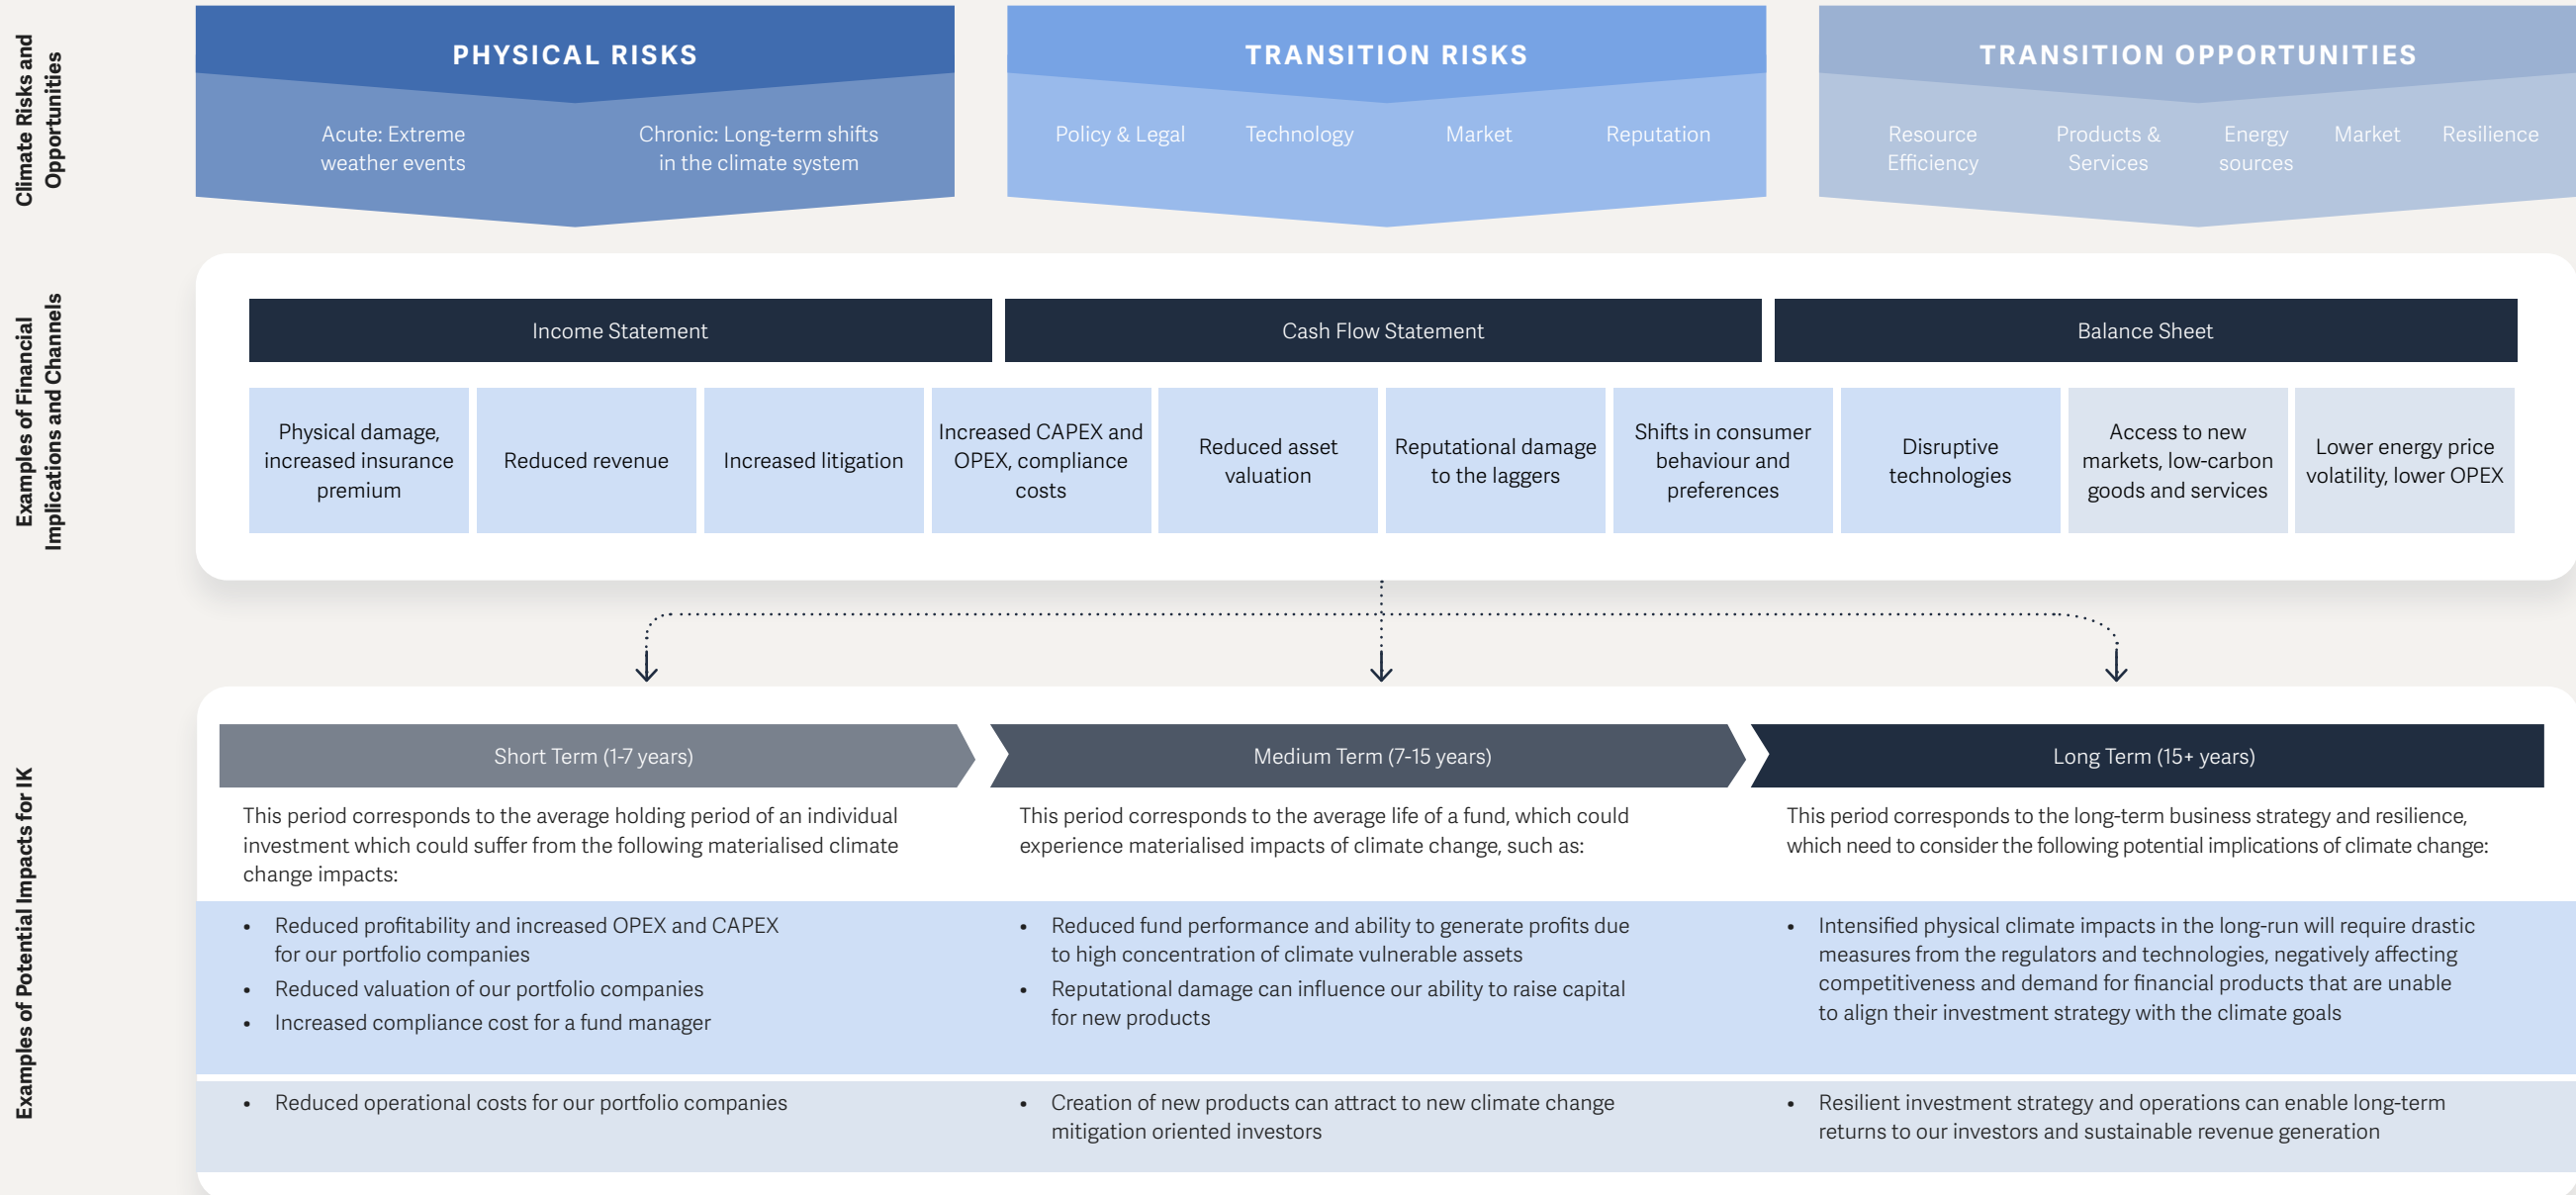 Climate Risks and
Opportunities
PHYSICAL RISKS
Acute: Extreme
weather events
Chronic: Long-term shifts
in the climate system
TRANSITION RISKS
Policy & Legal
Technology
Market
Reputation
TRANSITION OPPORTUNITIES
Resource
Efficiency
Products &
Services
Energy
sources
Market
Resilience
Examples of Financial
Implications and Channels
Income Statement
Cash Flow Statement
Balance Sheet
Physical damage,
increased insurance
premium
Reduced revenue
Increased litigation
Increased CAPEX and
OPEX, compliance
costs
Reduced asset
valuation
Reputational damage
to the laggers
Shifts in consumer
behaviour and
preferences
Disruptive
technologies
Access to new
markets, low-carbon
goods and services
Lower energy price
volatility, lower OPEX
Examples of Potential Impacts for IK
Short Term (1-7 years)
This period corresponds to the average holding period of an individual
investment which could suffer from the following materialised climate
change impacts:
• Reduced profitability and increased OPEX and CAPEX
for our portfolio companies
• Reduced valuation of our portfolio companies
• Increased compliance cost for a fund manager
• Reduced operational costs for our portfolio companies
Medium Term (7-15 years)
This period corresponds to the average life of a fund, which could
experience materialised impacts of climate change, such as:
• Reduced fund performance and ability to generate profits due
to high concentration of climate vulnerable assets
• Reputational damage can influence our ability to raise capital
for new products
• Creation of new products can attract to new climate change
mitigation oriented investors
Long Term (15+ years)
This period corresponds to the long-term business strategy and resilience,
which need to consider the following potential implications of climate change:
• Intensified physical climate impacts in the long-run will require drastic
measures from the regulators and technologies, negatively affecting
competitiveness and demand for financial products that are unable
to align their investment strategy with the climate goals
• Resilient investment strategy and operations can enable long-term
returns to our investors and sustainable revenue generation